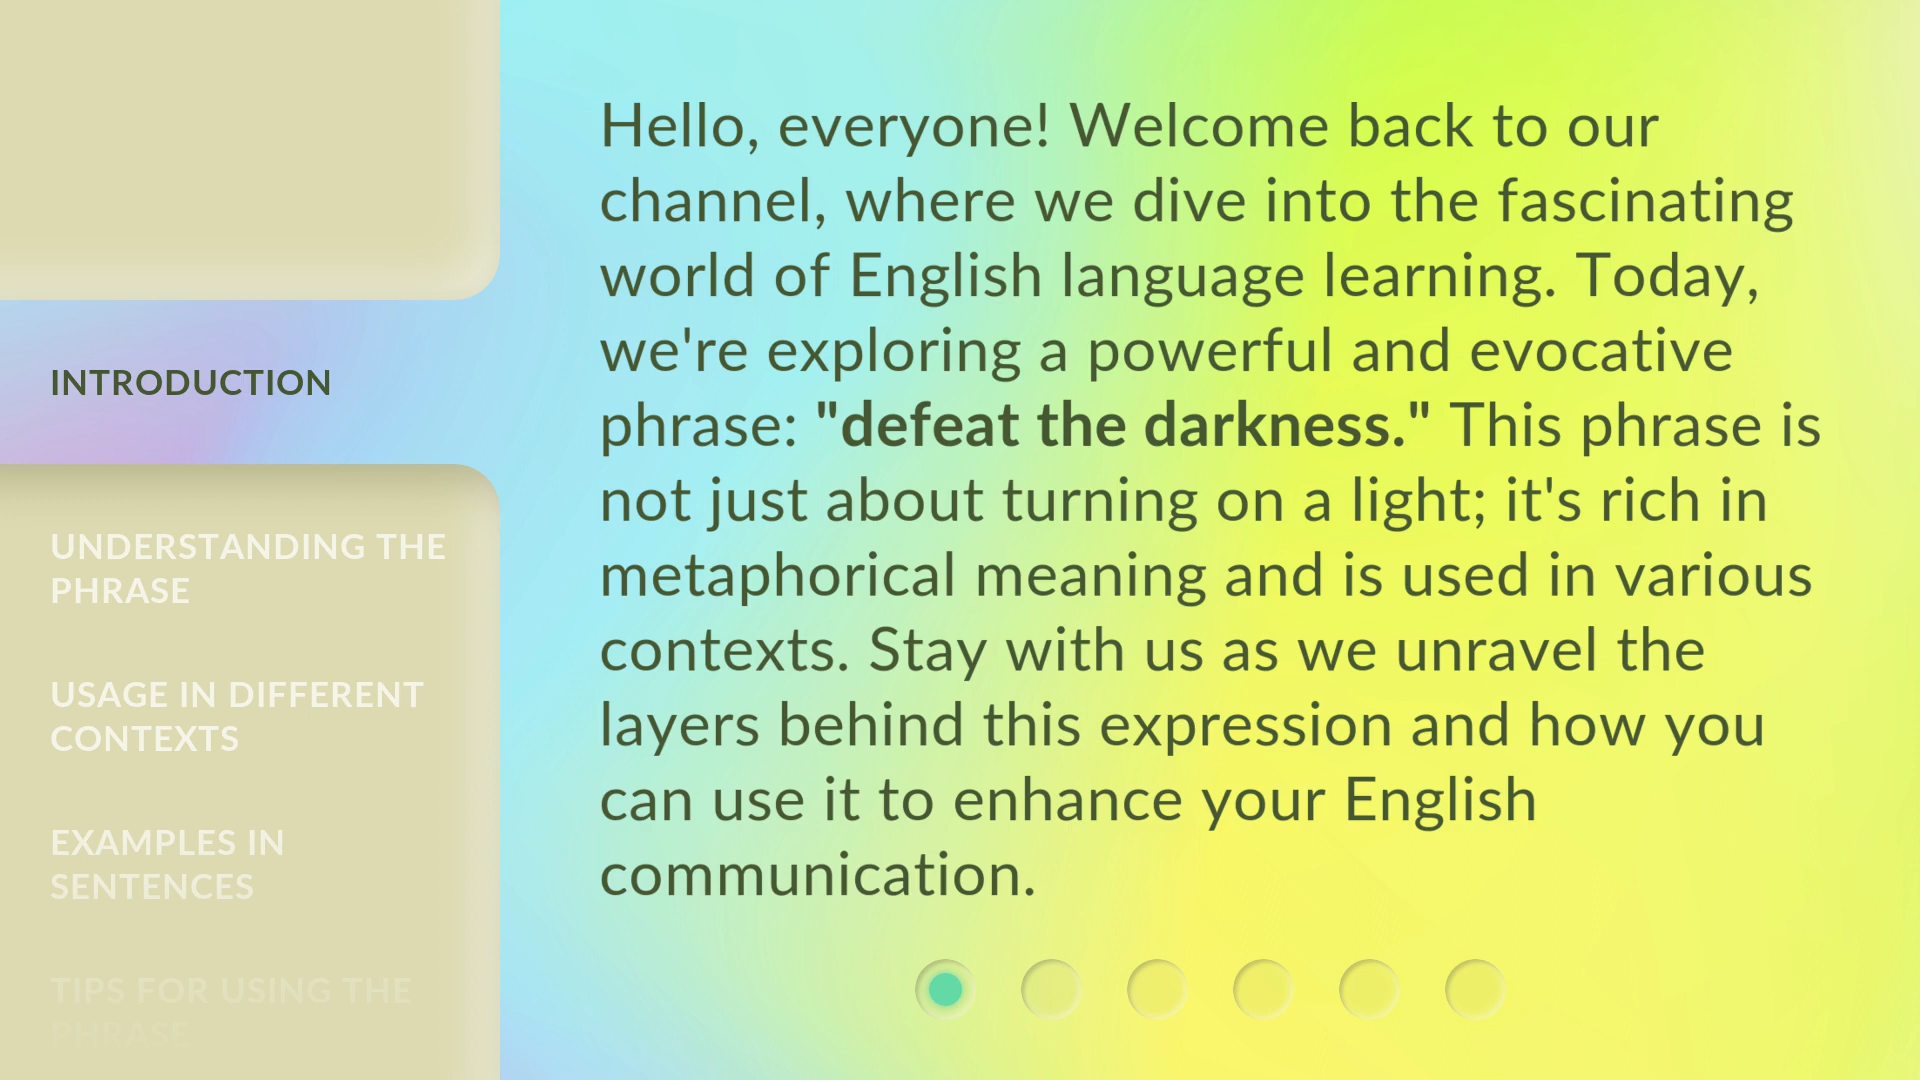 INTRODUCTION
UNDERSTANDING THE
PHRASE
USAGE IN DIFFERENT
CONTEXTS
EXAMPLES IN
SENTENCES
TIPS FOR USING THE
PHRASE
Hello, everyone! Welcome back to our
channel, where we dive into the fascinating
world of English language learning. Today,
we're exploring a powerful and evocative
phrase: "defeat the darkness." This phrase is
not just about turning on a light; it's rich in
metaphorical meaning and is used in various
contexts. Stay with us as we unravel the
layers behind this expression and how you
can use it to enhance your English
communication.